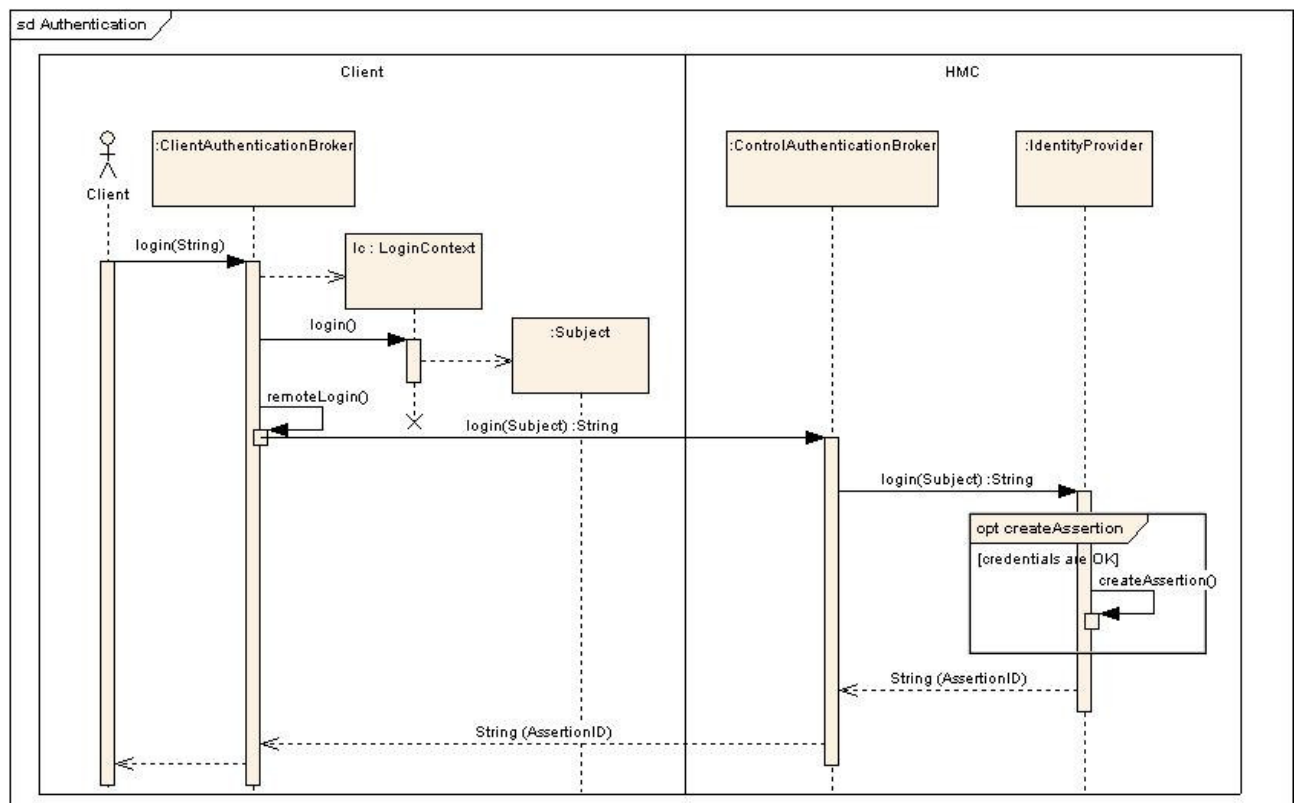 sd Authentication
Client
HMC
:ClientAuthenticationBroker
:ControlAuthenticationBroker
:IdentityProvider
Client
login(String)
lc : LoginContext
login()
:Subject
remoteLogin()
login(Subject) :String
login(Subject) :String
opt createAssertion
[credentials are OK]
createAssertion()
String (AssertionID)
String (AssertionID)